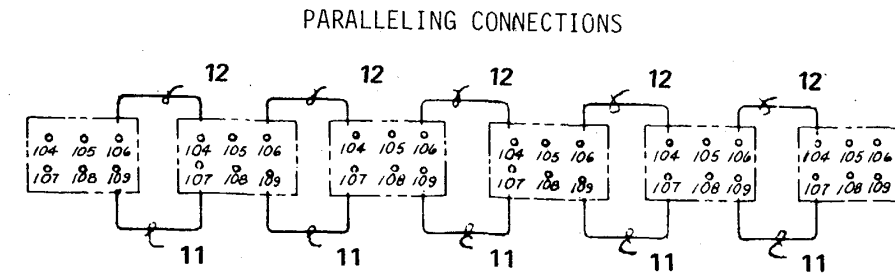 PARALLELING CONNECTIONS
12 12 12 12 12
104 105 106 104 105 106 104 105 106 104 105 106 104 105 106 104 105 106
107 108 109 107 108 109 107 108 109 107 108 109 107 108 109 107 108 109
11 11 11 11 11